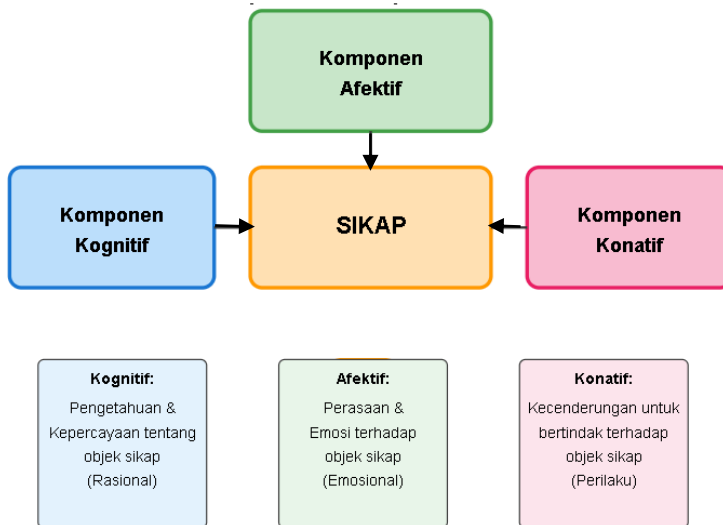 Komponen
Afektif
Komponen
Kognitif
SIKAP
Komponen
Konatif
Kognitif:
Pengetahuan &
Kepercayaan tentang
objek sikap
(Rasional)
Afektif:
Perasaan &
Emosi terhadap
objek sikap
(Emosional)
Konatif:
Kecenderungan untuk
bertindak terhadap
objek sikap
(Perilaku)